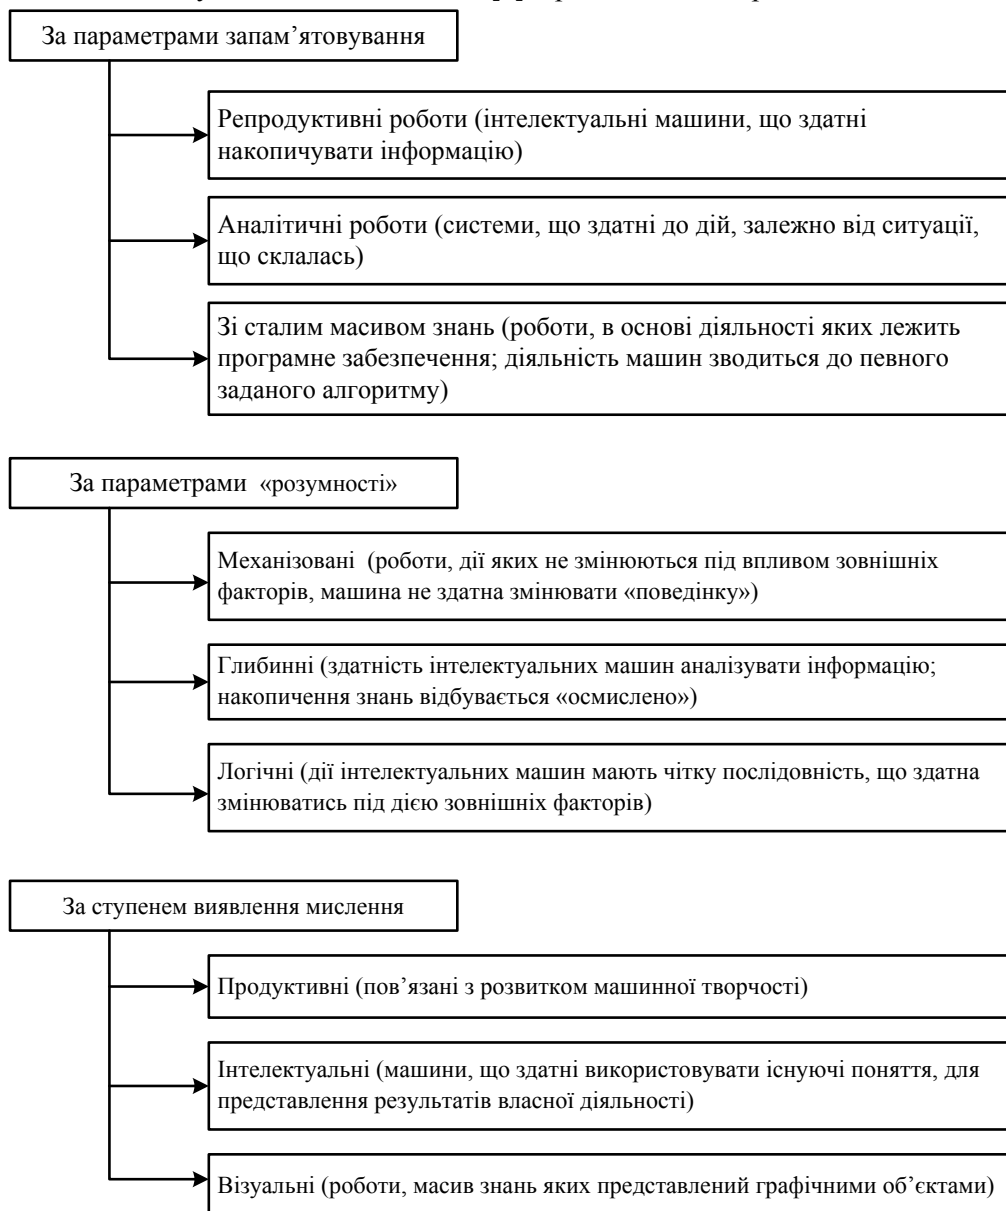 За параметрами запам’ятовування
Репродуктивні роботи (інтелектуальні машини, що здатні
накопичувати інформацію)
Аналітичні роботи (системи, що здатні до дій, залежно від ситуації,
що склалась)
Зі сталим масивом знань (роботи, в основі діяльності яких лежить
програмне забезпечення; діяльність машин зводиться до певного
заданого алгоритму)
За параметрами «розумності»
Механізовані (роботи, дії яких не змінюються під впливом зовнішніх
факторів, машина не здатна змінювати «поведінку»)
Глибинні (здатність інтелектуальних машин аналізувати інформацію;
накопичення знань відбувається «осмислено»)
Логічні (дії інтелектуальних машин мають чітку послідовність, що здатна
змінюватись під дією зовнішніх факторів)
За ступенем виявлення мислення
Продуктивні (пов’язані з розвитком машинної творчості)
Інтелектуальні (машини, що здатні використовувати існуючі поняття, для
представлення результатів власної діяльності)
Візуальні (роботи, масив знань яких представлений графічними об’єктами)